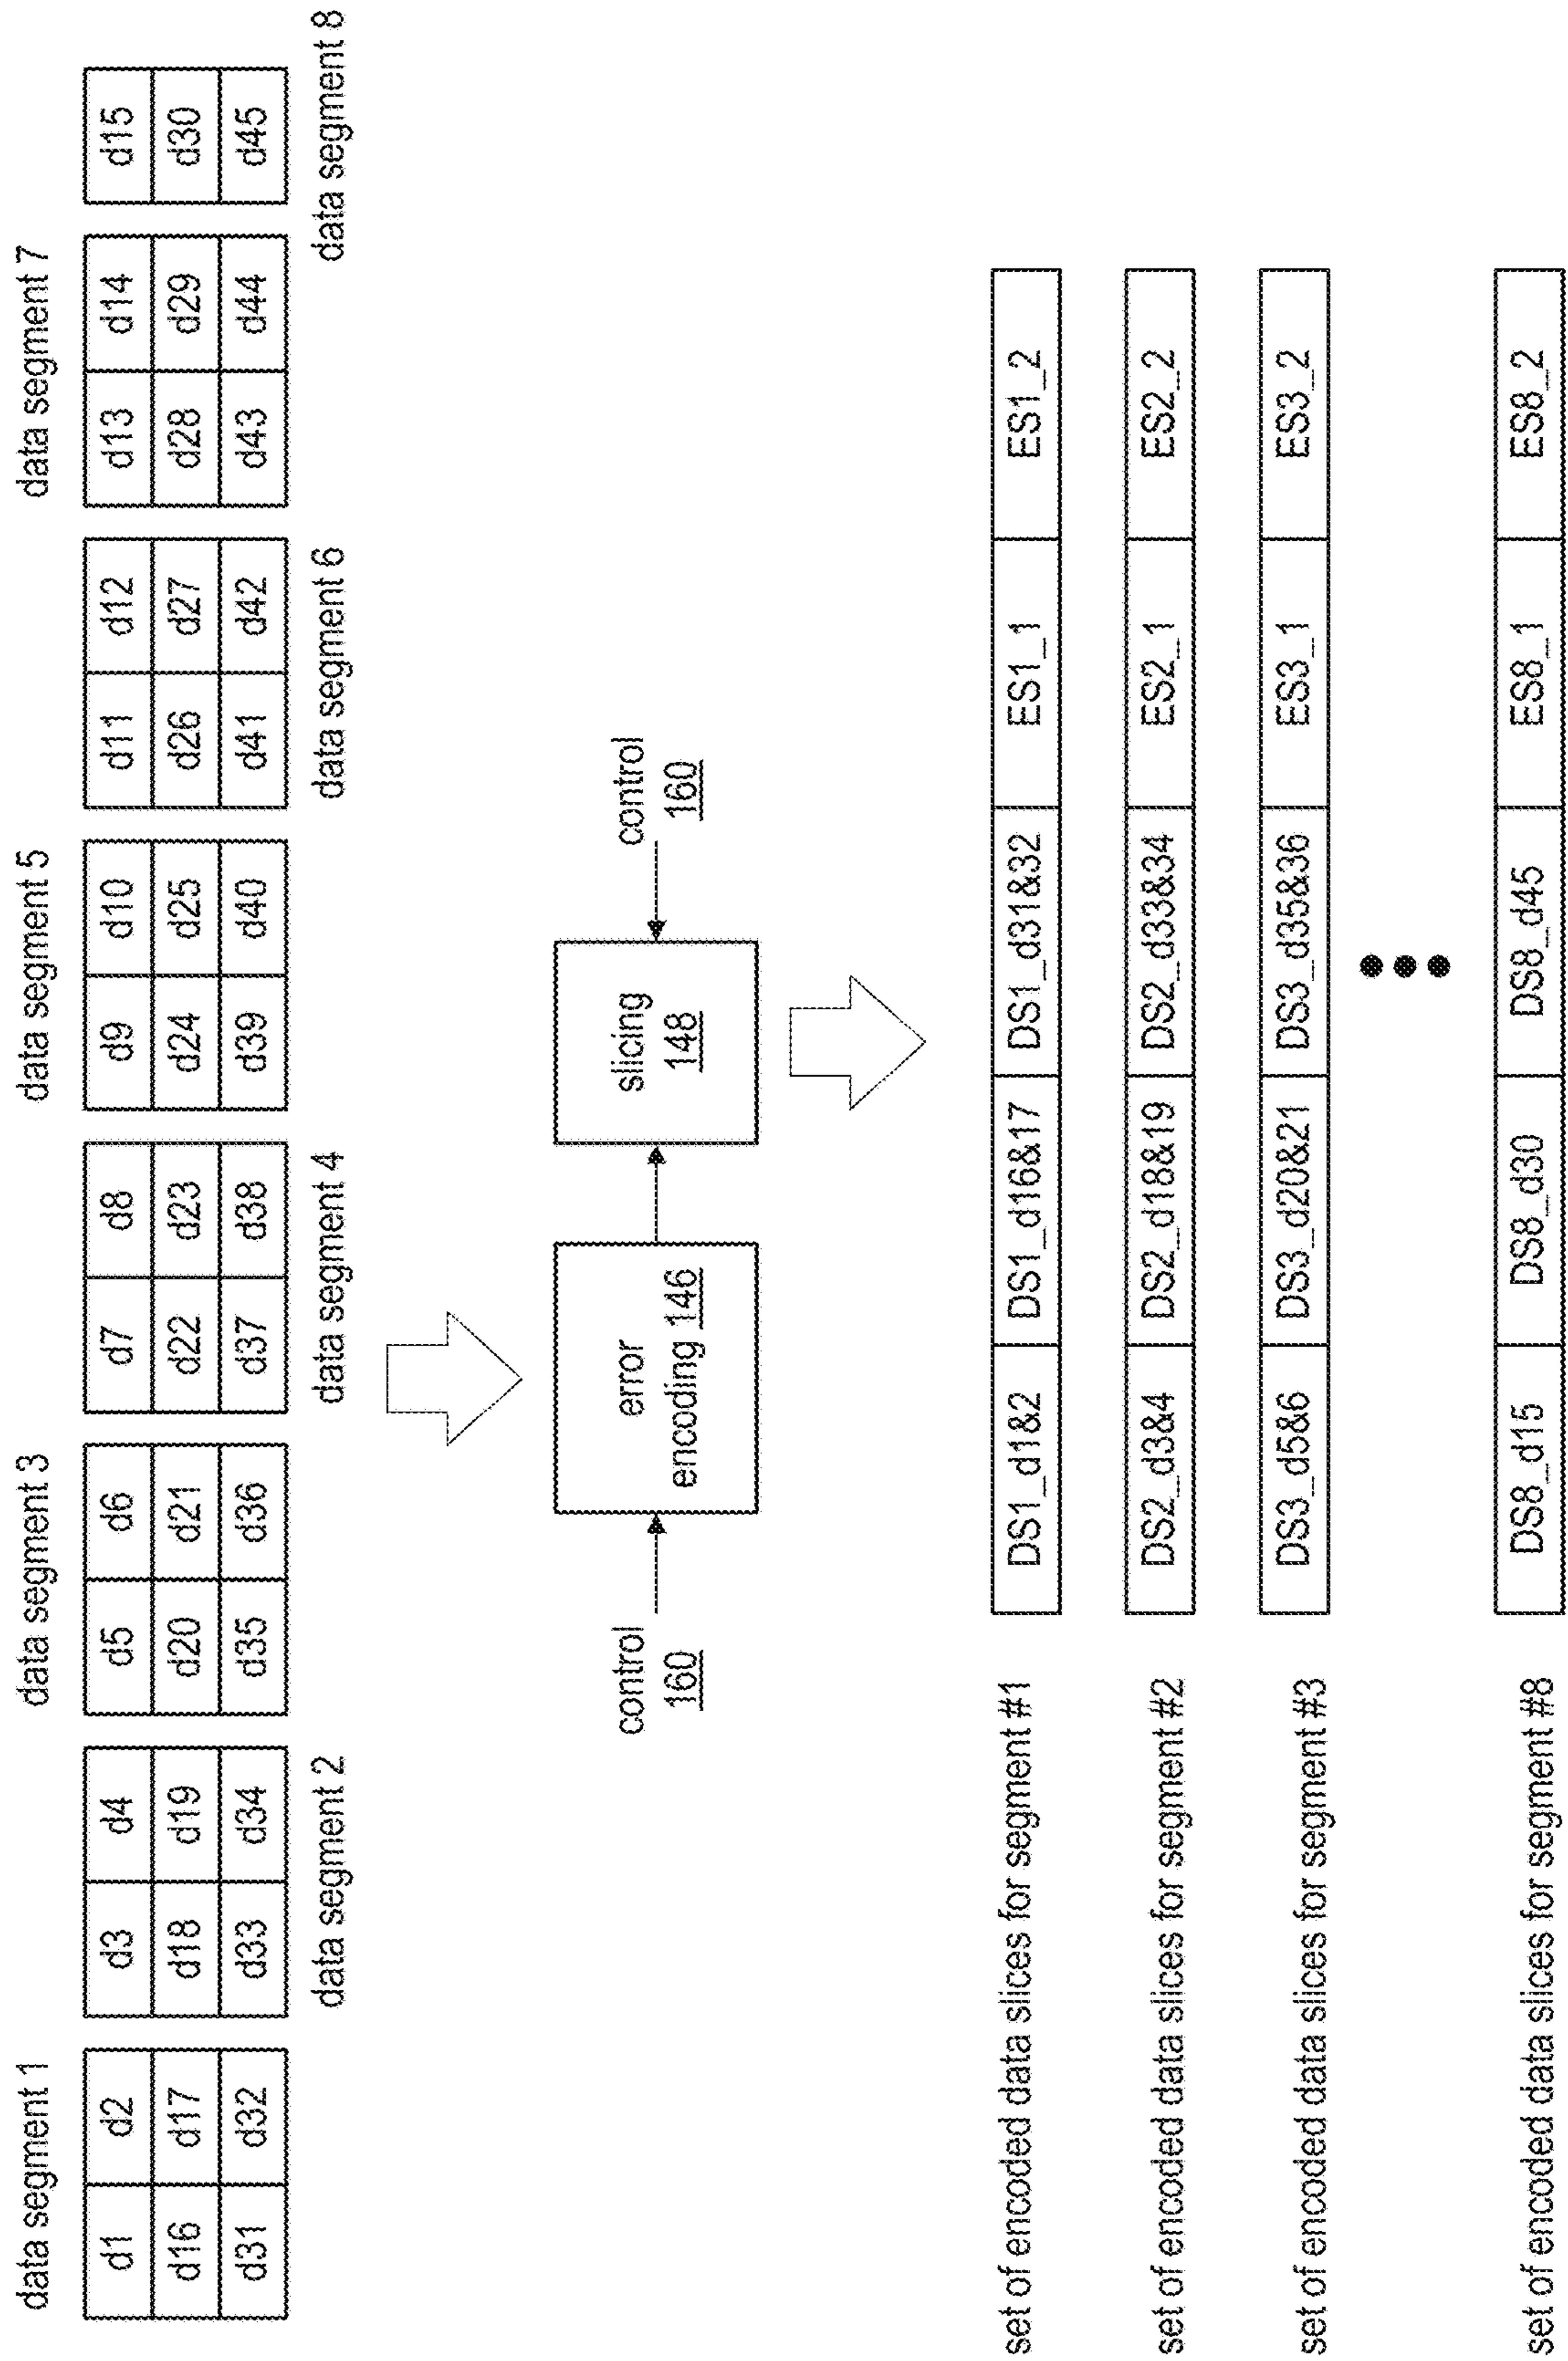 data segment 1
data segment 3
data segment 5
data segment 7
d1 d2 d3 d4 d5 d6 d7 d8 d9 d10 d11 d12 d13 d14 d15
d16 d17 d18 d19 d20 d21 d22 d23 d24 d25 d26 d27 d28 d29 d30
d31 d32 d33 d34 d35 d36 d37 d38 d39 d40 d41 d42 d43 d44 d45
data segment 2
data segment 4
data segment 6
data segment 8
control
160
error
encoding 146
slicing
148
control
160
set of encoded data slices for segment #1 DS1_d1&2 DS1_d16&17 DS1_d31&32 ES1_1 ES1_2
set of encoded data slices for segment #2 DS2_d3&4 DS2_d18&19 DS2_d33&34 ES2_1 ES2_2
set of encoded data slices for segment #3 DS3_d5&6 DS3_d20&21 DS3_d35&36 ES3_1 ES3_2
set of encoded data slices for segment #8 DS8_d15 DS8_d30 DS8_d45 ES8_1 ES8_2